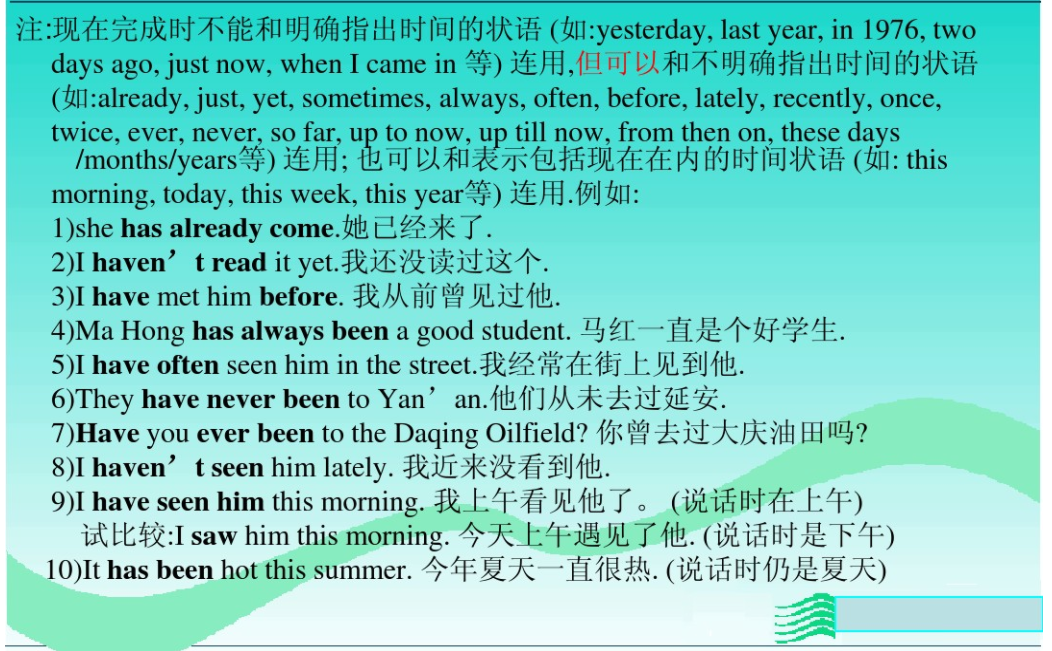 注:现在完成时不能和明确指出时间的状语 (如:yesterday, last year, in 1976, two
days ago, just now, when I came in 等) 连用,但可以和不明确指出时间的状语
(如:already, just, yet, sometimes, always, often, before, lately, recently, once,
twice, ever, never, so far, up to now, up till now, from then on, these days
/months/years等) 连用; 也可以和表示包括现在在内的时间状语 (如: this
morning, today, this week, this year等) 连用.例如:
1)she has already come.她已经来了.
2)I haven’t read it yet.我还没读过这个.
3)I have met him before. 我从前曾见过他.
4)Ma Hong has always been a good student. 马红一直是个好学生.
5)I have often seen him in the street.我经常在街上见到他.
6)They have never been to Yan’an.他们从未去过延安.
7)Have you ever been to the Daqing Oilfield? 你曾去过大庆油田吗?
8)I haven’t seen him lately. 我近来没看到他.
9)I have seen him this morning. 我上午看见他了。 (说话时在上午)
试比较:I saw him this morning. 今天上午遇见了他. (说话时是下午)
10)It has been hot this summer. 今年夏天一直很热. (说话时仍是夏天)